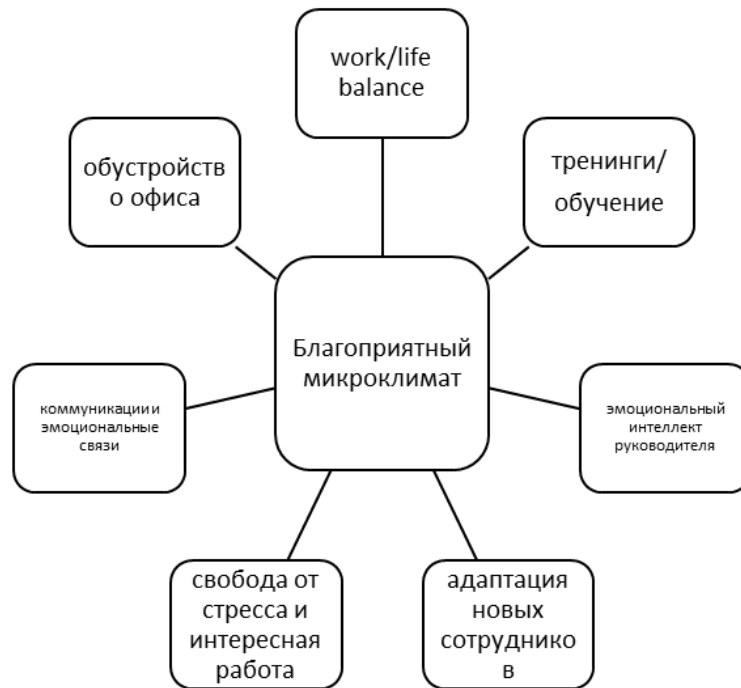 work/life
balance
тренинги/
обучение
эмоциональный
интеллект
руководителя
адаптация
новых
сотруднико
в
свобода от
стресса и
интересная
работа
коммуникации и
эмоциональные
связи
обустройств
о офиса
Благоприятный
микроклимат